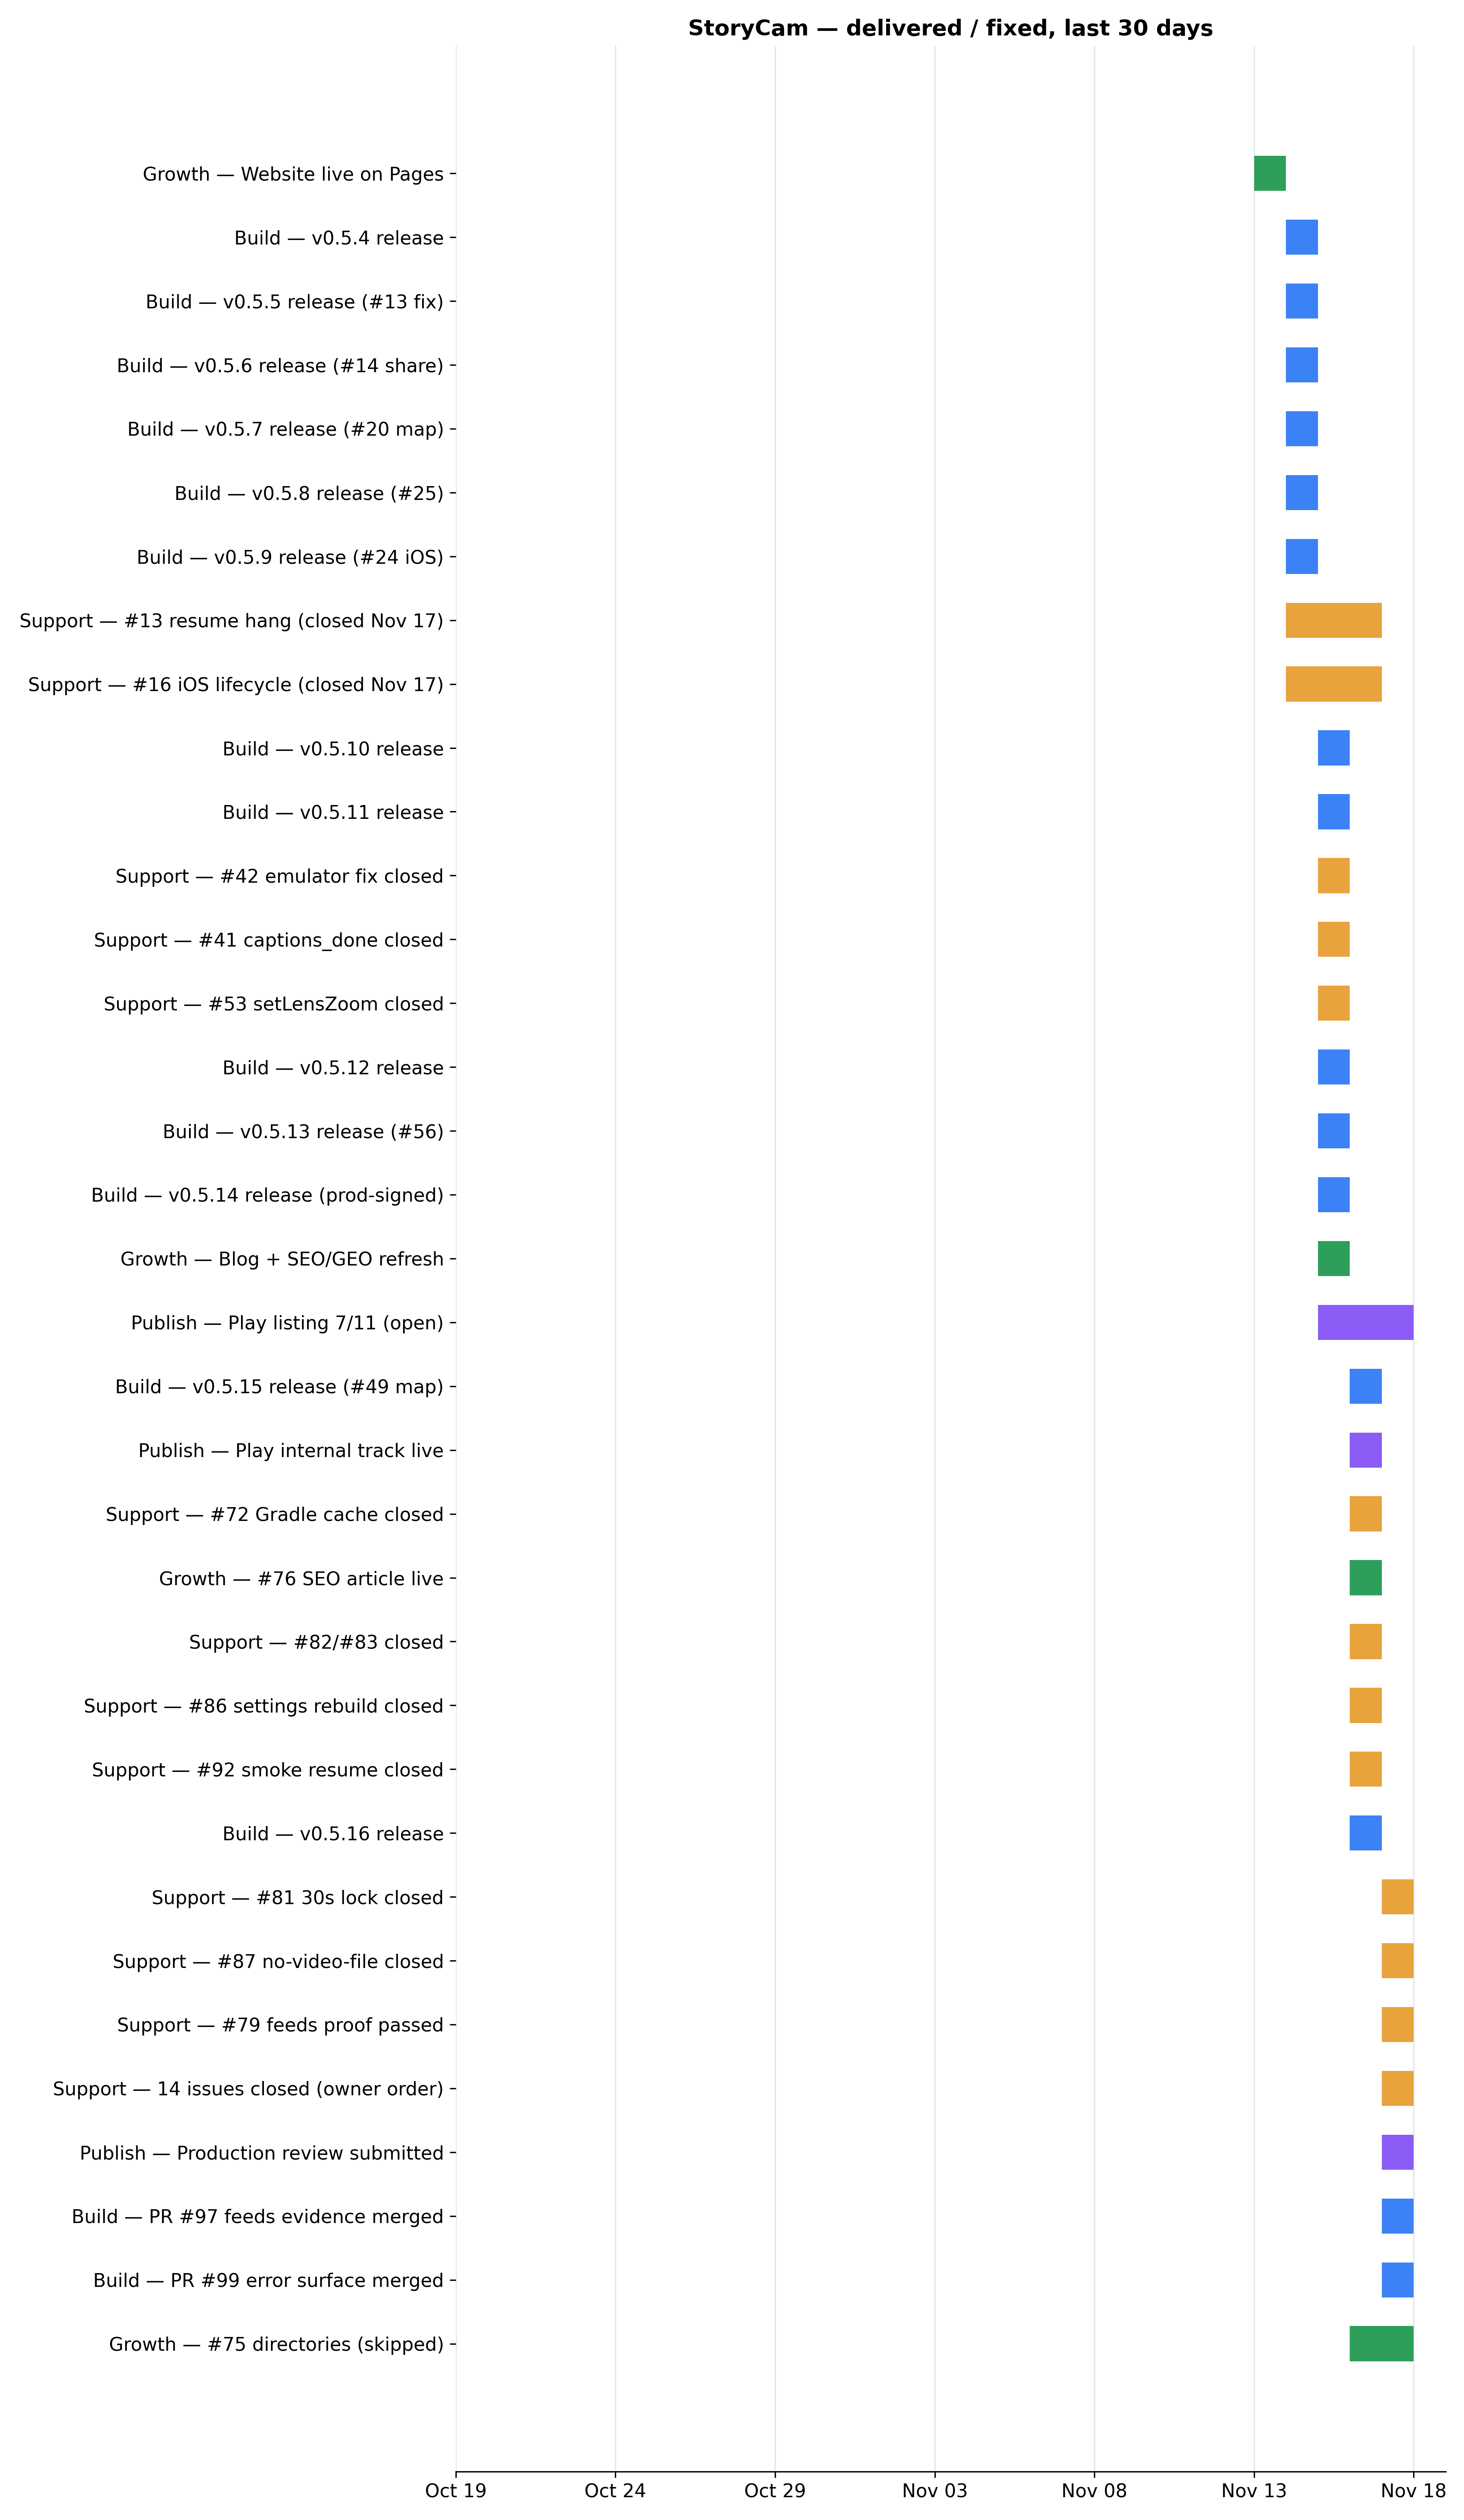 StoryCam — delivered / fixed, last 30 days
Growth — Website live on Pages
Build — v0.5.4 release
Build — v0.5.5 release (#13 fix)
Build — v0.5.6 release (#14 share)
Build — v0.5.7 release (#20 map)
Build — v0.5.8 release (#25)
Build — v0.5.9 release (#24 iOS)
Support — #13 resume hang (closed Nov 17)
Support — #16 iOS lifecycle (closed Nov 17)
Build — v0.5.10 release
Build — v0.5.11 release
Support — #42 emulator fix closed
Support — #41 captions_done closed
Support — #53 setLensZoom closed
Build — v0.5.12 release
Build — v0.5.13 release (#56)
Build — v0.5.14 release (prod-signed)
Growth — Blog + SEO/GEO refresh
Publish — Play listing 7/11 (open)
Build — v0.5.15 release (#49 map)
Publish — Play internal track live
Support — #72 Gradle cache closed
Growth — #76 SEO article live
Support — #82/#83 closed
Support — #86 settings rebuild closed
Support — #92 smoke resume closed
Build — v0.5.16 release
Support — #81 30s lock closed
Support — #87 no-video-file closed
Support — #79 feeds proof passed
Support — 14 issues closed (owner order)
Publish — Production review submitted
Build — PR #97 feeds evidence merged
Build — PR #99 error surface merged
Growth — #75 directories (skipped)
Oct 19 Oct 24 Oct 29 Nov 03 Nov 08 Nov 13 Nov 18